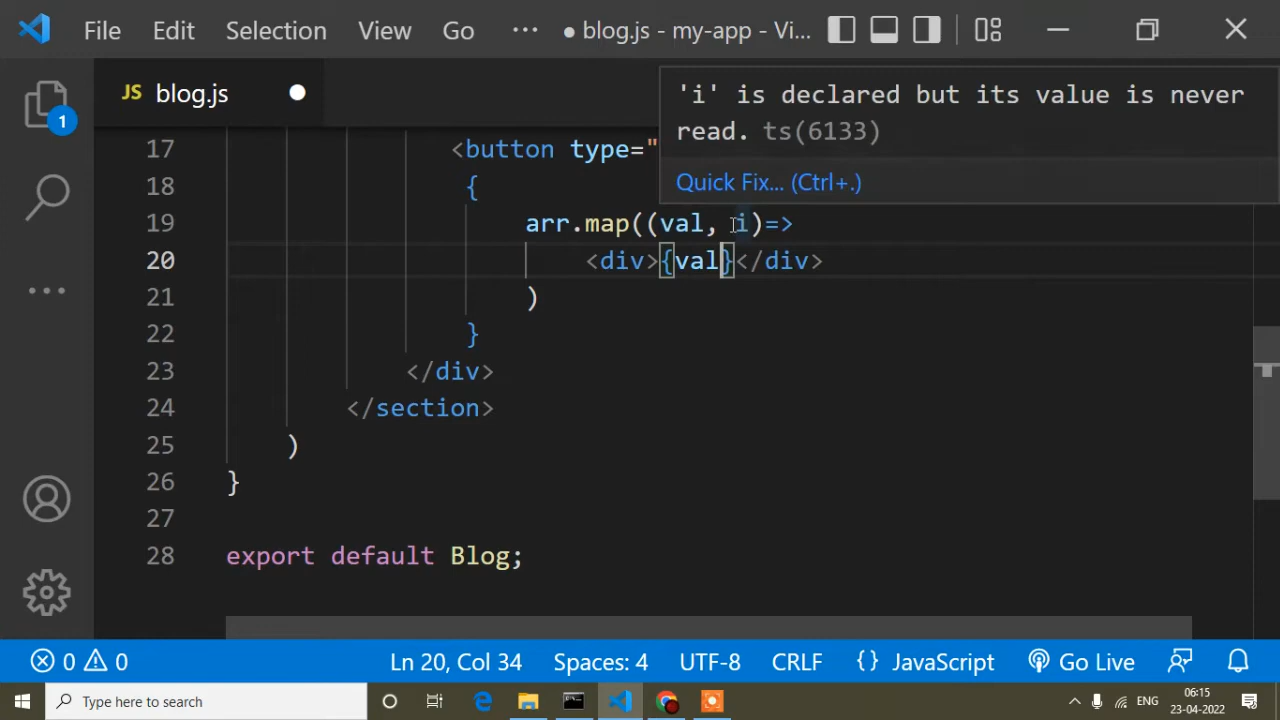 File Edit Selection View Go ··· ● blog.js - my-app - Vi...
1
JS blog.js ●
'i' is declared but its value is never
read. ts(6133)
Quick Fix... (Ctrl+.)
17 <button type="
18 {
19 arr.map((val, i)=>
20 <div>{val}</div>
21 )
22 }
23 </div>
24 </section>
25 )
26 }
27
28 export default Blog;
0 0 Ln 20, Col 34 Spaces: 4 UTF-8 CRLF {} JavaScript Go Live
Type here to search ENG 06:15
23-04-2022